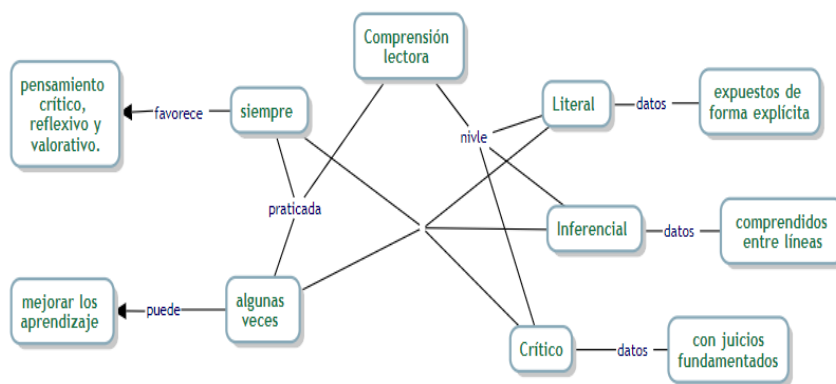 Comprensión
lectora
pensamiento
crítico,
reflexivo y
valorativo.
favorece
siempre
Literal
datos
expuestos de
forma explícita
nivle
praticada
Inferencial
datos
comprendidos
entre líneas
mejorar los
aprendizaje
puede
algunas
veces
Crítico
datos
con juicios
fundamentados